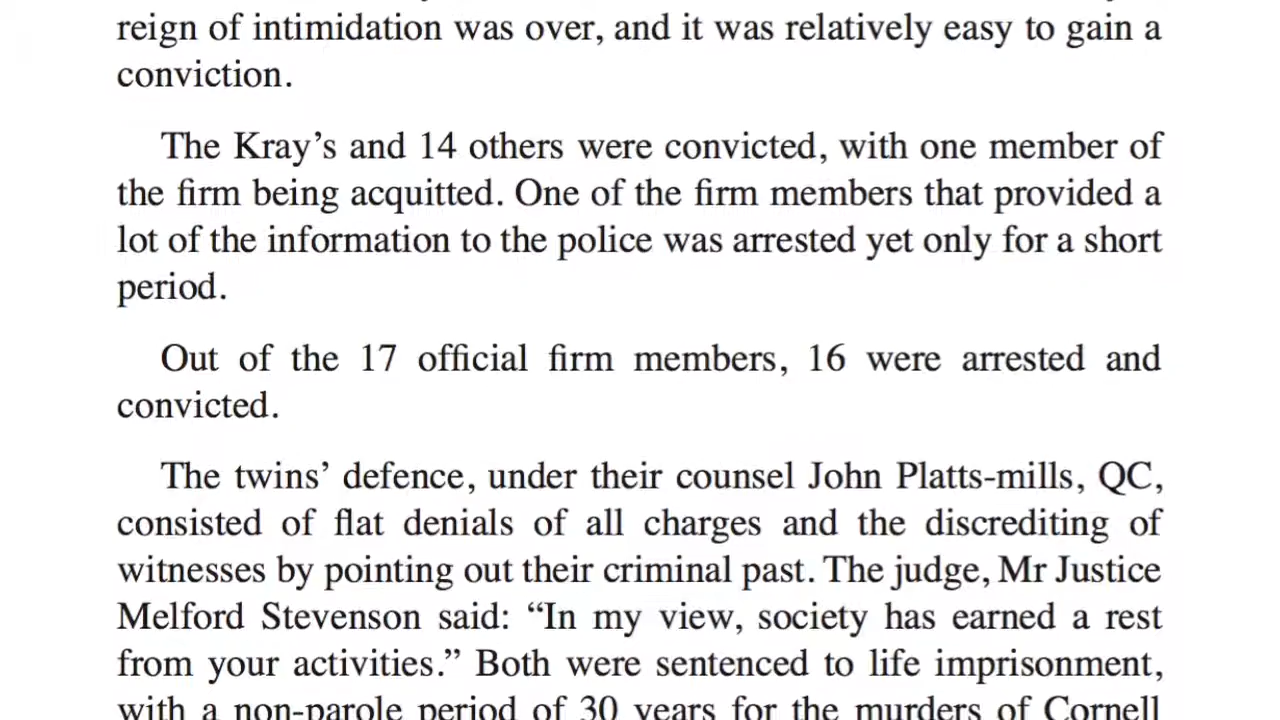 reign of intimidation was over, and it was relatively easy to gain a
conviction.
The Kray’s and 14 others were convicted, with one member of
the firm being acquitted. One of the firm members that provided a
lot of the information to the police was arrested yet only for a short
period.
Out of the 17 official firm members, 16 were arrested and
convicted.
The twins’ defence, under their counsel John Platts-mills, QC,
consisted of flat denials of all charges and the discrediting of
witnesses by pointing out their criminal past. The judge, Mr Justice
Melford Stevenson said: “In my view, society has earned a rest
from your activities.” Both were sentenced to life imprisonment,
with a non-parole period of 30 years for the murders of Cornell